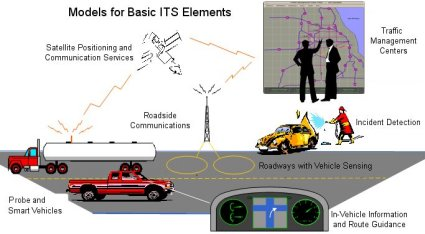 Models for Basic ITS Elements
Satellite Positioning and
Communication Services
Traffic
Management
Centers
Roadside
Communications
Incident Detection
Roadways with Vehicle Sensing
Probe and
Smart Vehicles
In-Vehicle Information
and Route Guidance